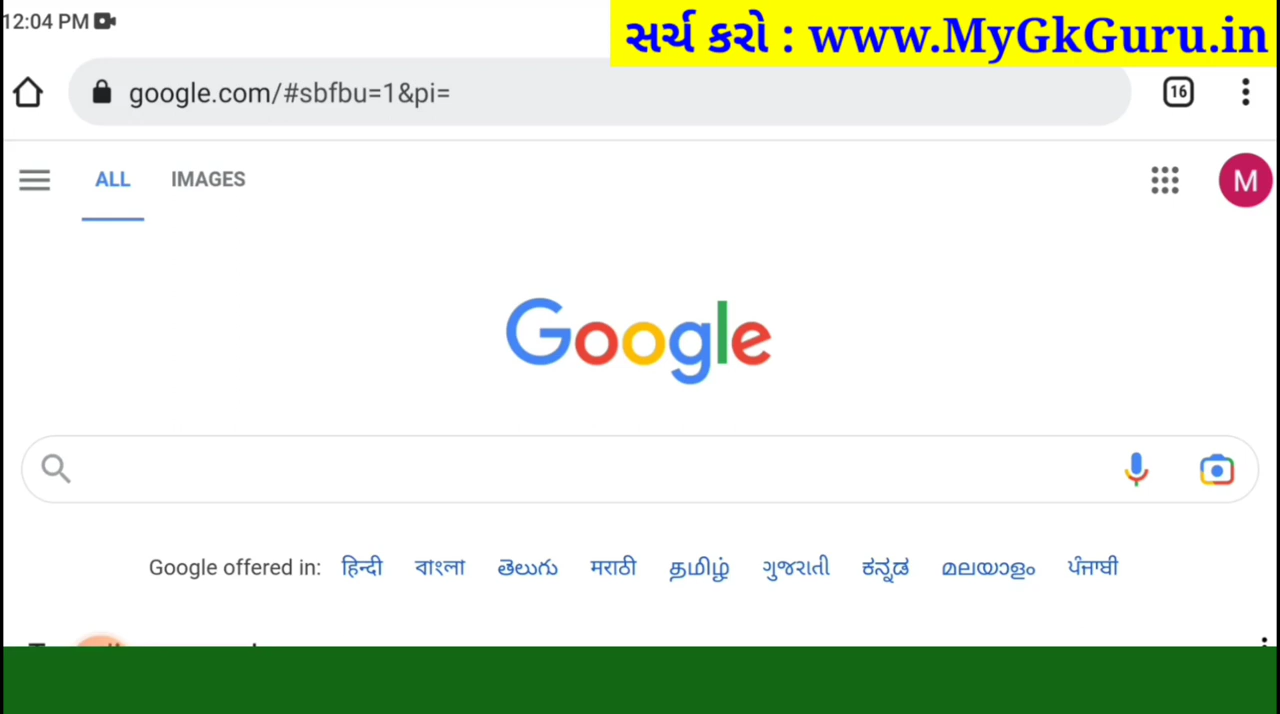 12:04 PM
સર્ચ કરો : www.MyGkGuru.in
google.com/#sbfbu=1&pi=
16
ALL IMAGES
M
Google
Google offered in: हिन्दी বাংলা తెలుగు मराठी தமிழ் ગુજરાતી ಕನ್ನಡ മലയാളം ਪੰਜਾਬੀ